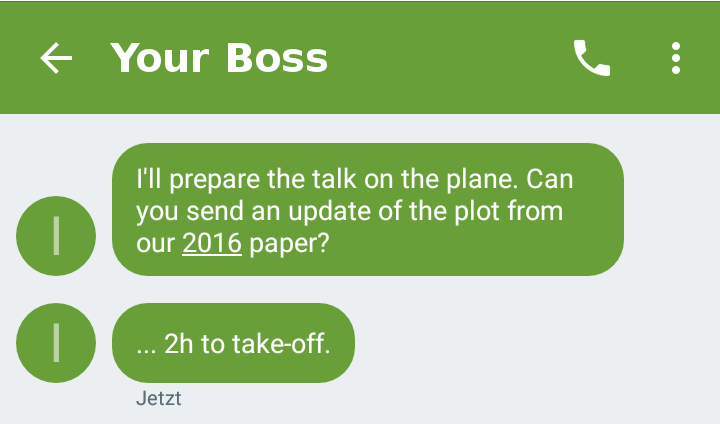 Your Boss
I'll prepare the talk on the plane. Can
you send an update of the plot from
our 2016 paper?
... 2h to take-off.
Jetzt